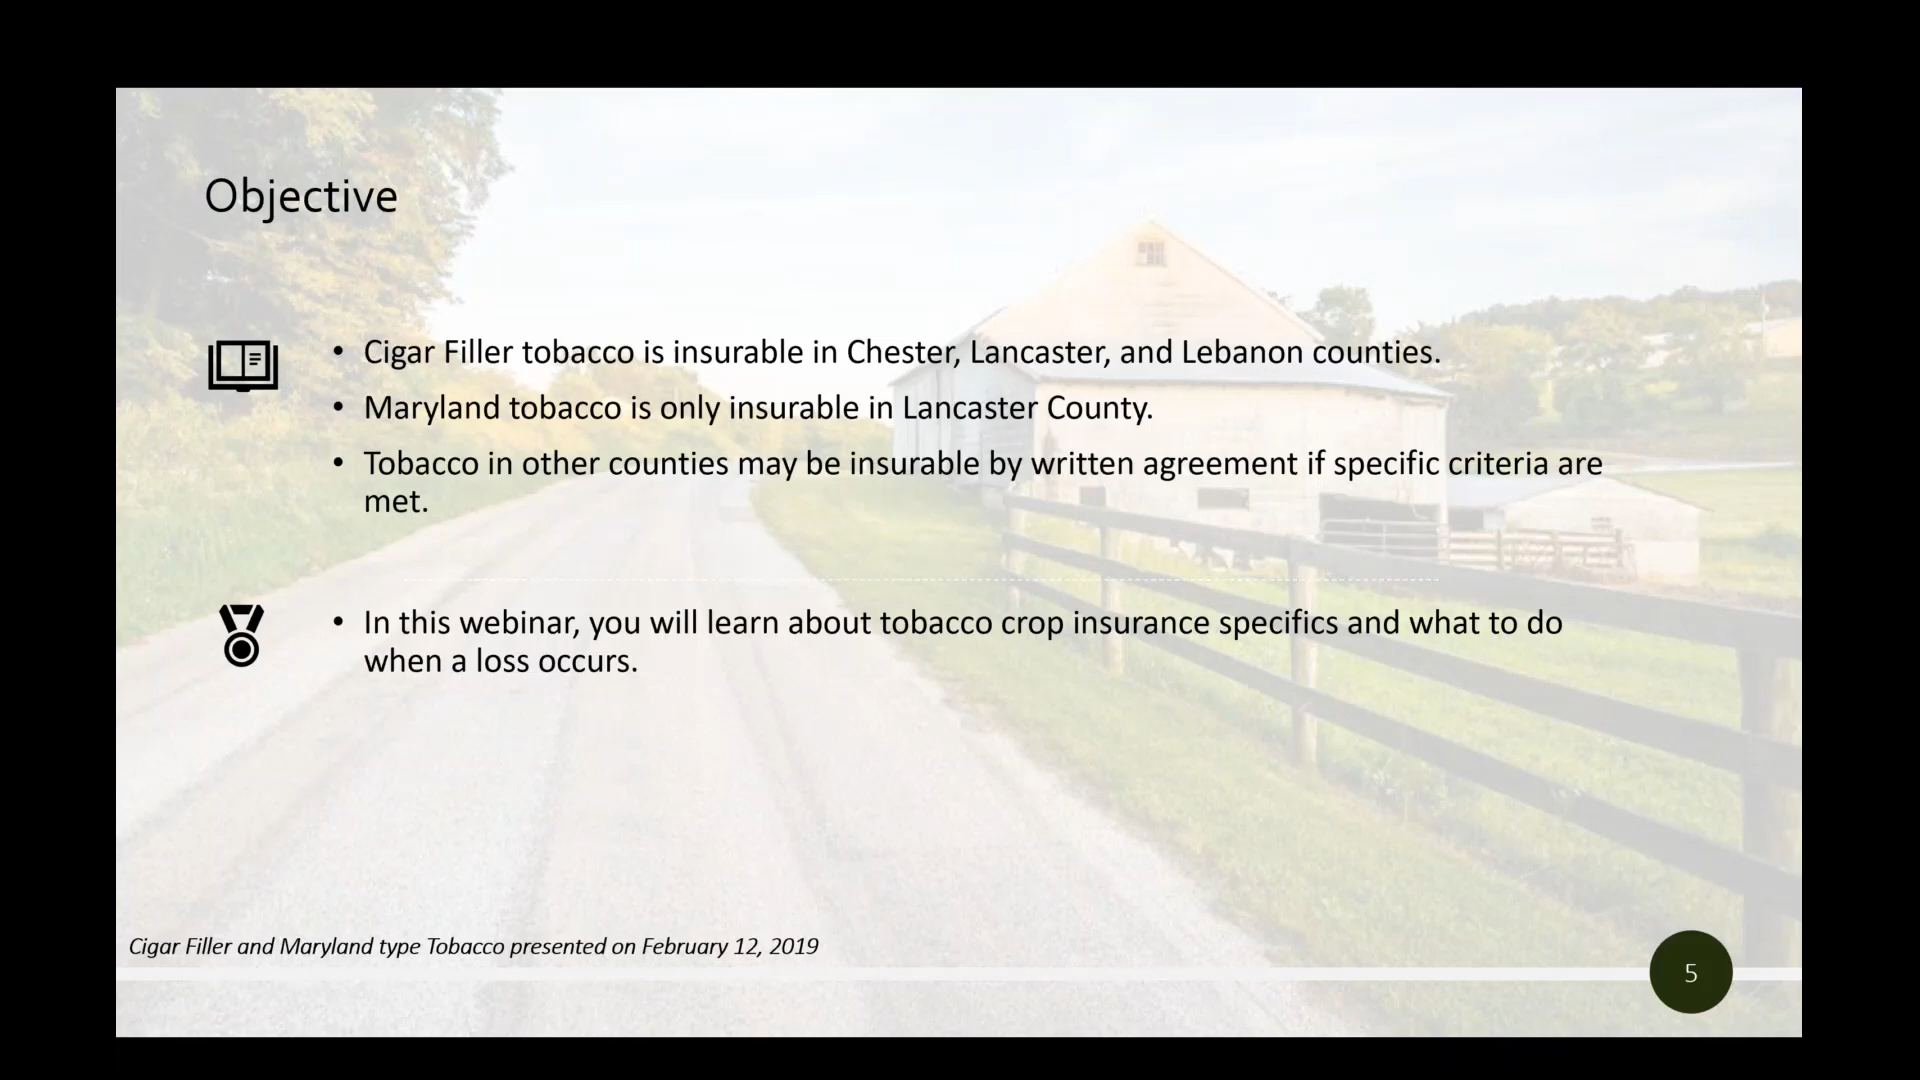 Objective
• Cigar Filler tobacco is insurable in Chester, Lancaster, and Lebanon counties.
• Maryland tobacco is only insurable in Lancaster County.
• Tobacco in other counties may be insurable by written agreement if specific criteria are
met.
• In this webinar, you will learn about tobacco crop insurance specifics and what to do
when a loss occurs.
Cigar Filler and Maryland type Tobacco presented on February 12, 2019
5